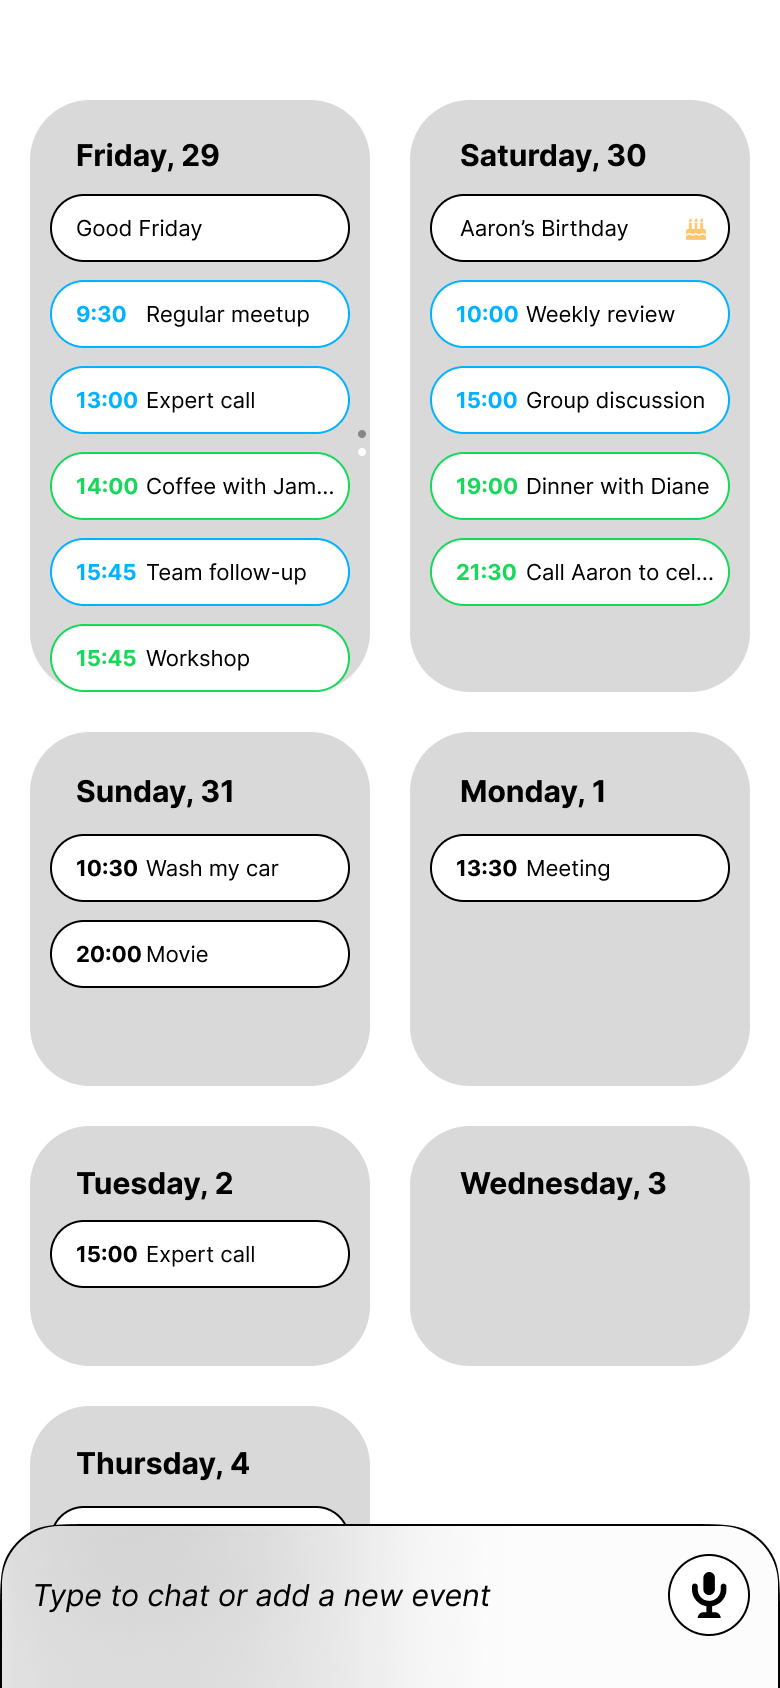 Friday, 29
Good Friday
9:30 Regular meetup
13:00 Expert call
14:00 Coffee with Jam...
15:45 Team follow-up
15:45 Workshop
Saturday, 30
Aaron’s Birthday
10:00 Weekly review
15:00 Group discussion
19:00 Dinner with Diane
21:30 Call Aaron to cel...
Sunday, 31
10:30 Wash my car
20:00 Movie
Monday, 1
13:30 Meeting
Tuesday, 2
15:00 Expert call
Wednesday, 3
Thursday, 4
Type to chat or add a new event